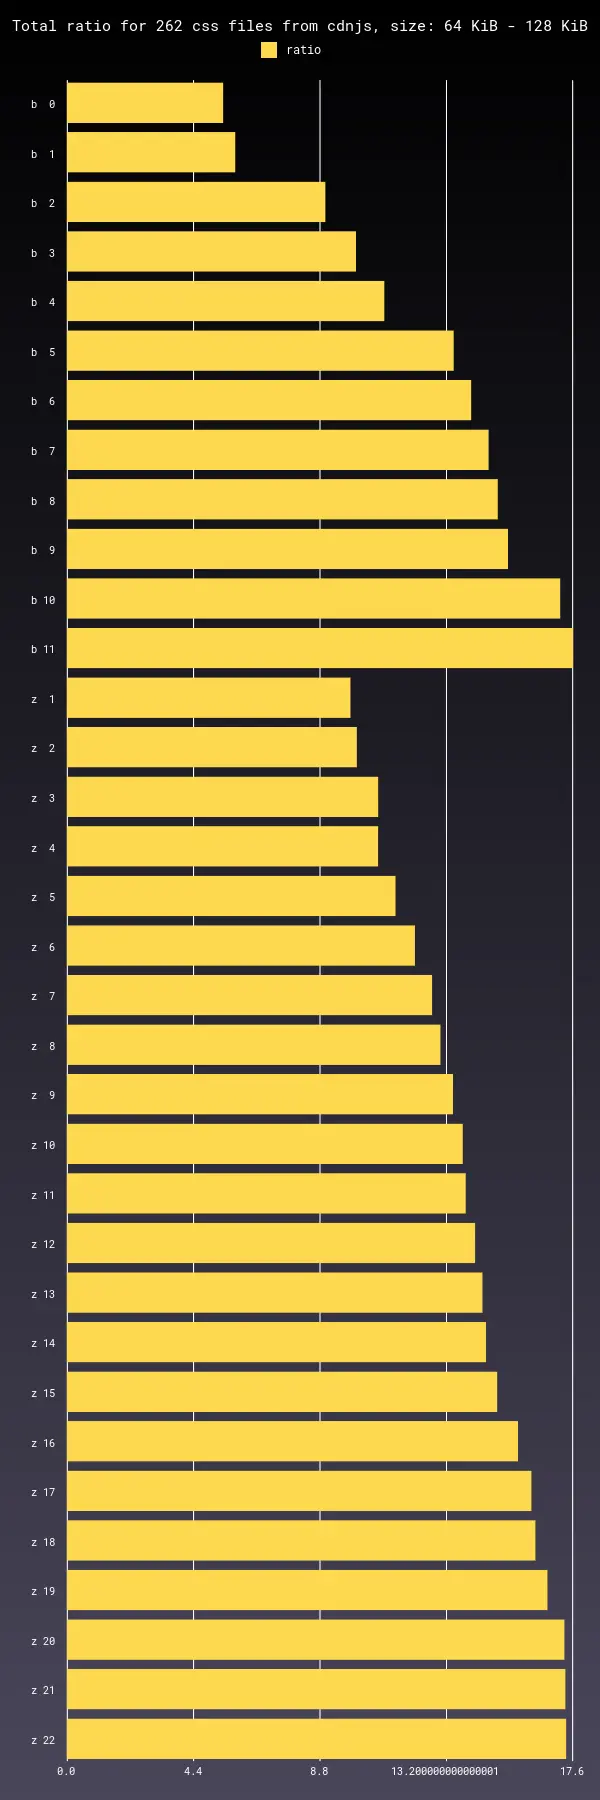 Total ratio for 262 css files from cdnjs, size: 64 KiB - 128 KiB
ratio
b  0
b  1
b  2
b  3
b  4
b  5
b  6
b  7
b  8
b  9
b 10
b 11
z  1
z  2
z  3
z  4
z  5
z  6
z  7
z  8
z  9
z 10
z 11
z 12
z 13
z 14
z 15
z 16
z 17
z 18
z 19
z 20
z 21
z 22
0.0 4.4 8.8 13.200000000000001 17.6